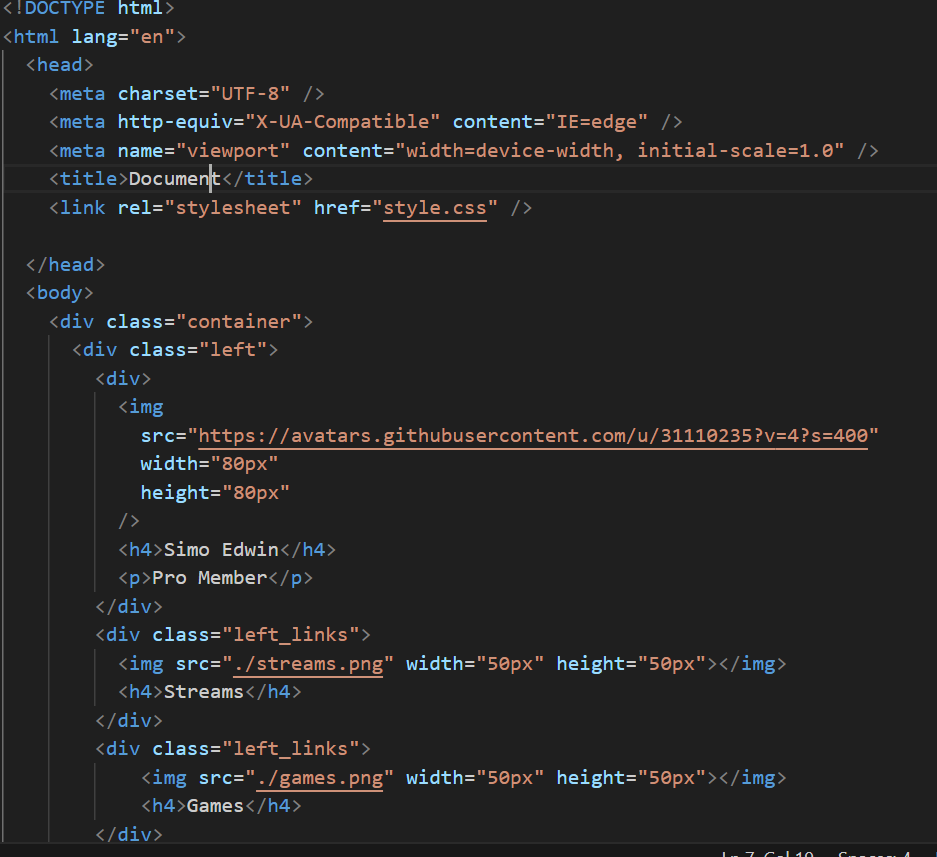 <!DOCTYPE html>
<html lang="en">
<head>
<meta charset="UTF-8" />
<meta http-equiv="X-UA-Compatible" content="IE=edge" />
<meta name="viewport" content="width=device-width, initial-scale=1.0" />
<title>Document</title>
<link rel="stylesheet" href="style.css" />
</head>
<body>
<div class="container">
<div class="left">
<div>
<img
src="https://avatars.githubusercontent.com/u/31110235?v=4?s=400"
width="80px"
height="80px"
/>
<h4>Simo Edwin</h4>
<p>Pro Member</p>
</div>
<div class="left_links">
<img src="./streams.png" width="50px" height="50px"></img>
<h4>Streams</h4>
</div>
<div class="left_links">
<img src="./games.png" width="50px" height="50px"></img>
<h4>Games</h4>
</div>